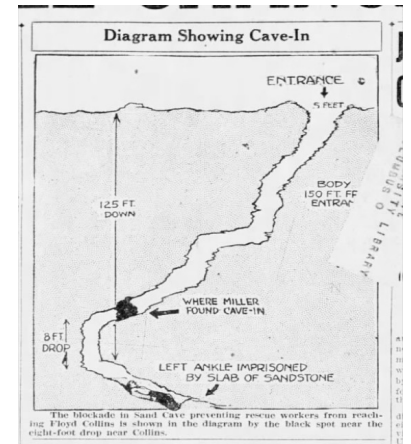 Diagram Showing Cave-In
ENTRANCE
5 FEET
BODY
150 FT. FR
ENTRAN
125 FT.
DOWN
WHERE MILLER
FOUND CAVE-IN
8 FT.
DROP
LEFT ANKLE IMPRISONED
BY SLAB OF SANDSTONE
The blockade in Sand Cave preventing rescue workers from reach-
ing Floyd Collins is shown in the diagram by the black spot near the
eight-foot drop near Collins.
LIBRARY